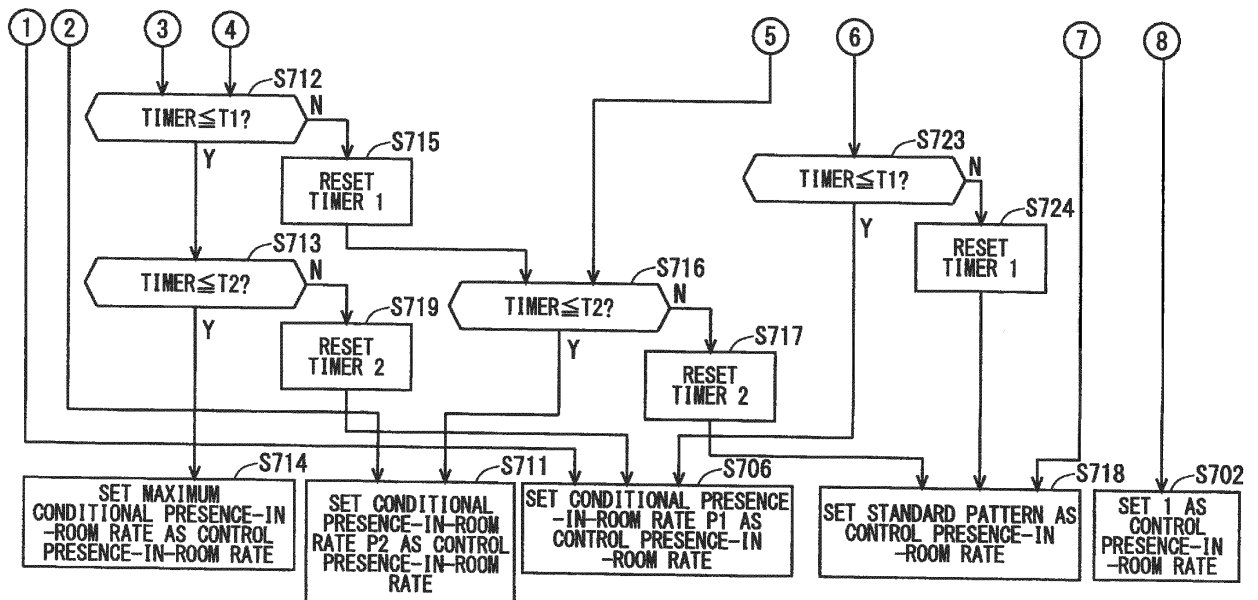 1
2
3
4
5
6
7
8
S712
TIMER≦T1?
N
Y
S715
RESET
TIMER 1
S723
TIMER≦T1?
N
Y
S724
RESET
TIMER 1
S713
TIMER≦T2?
N
Y
S719
RESET
TIMER 2
S716
TIMER≦T2?
N
Y
S717
RESET
TIMER 2
S714
SET MAXIMUM
CONDITIONAL PRESENCE-IN
-ROOM RATE AS CONTROL
PRESENCE-IN-ROOM RATE
S711
SET CONDITIONAL
PRESENCE-IN-ROOM
RATE P2 AS CONTROL
PRESENCE-IN-ROOM
RATE
S706
SET CONDITIONAL PRESENCE
-IN-ROOM RATE P1 AS
CONTROL PRESENCE-IN
-ROOM RATE
S718
SET STANDARD PATTERN AS
CONTROL PRESENCE-IN
-ROOM RATE
S702
SET 1 AS
CONTROL
PRESENCE-IN
-ROOM RATE